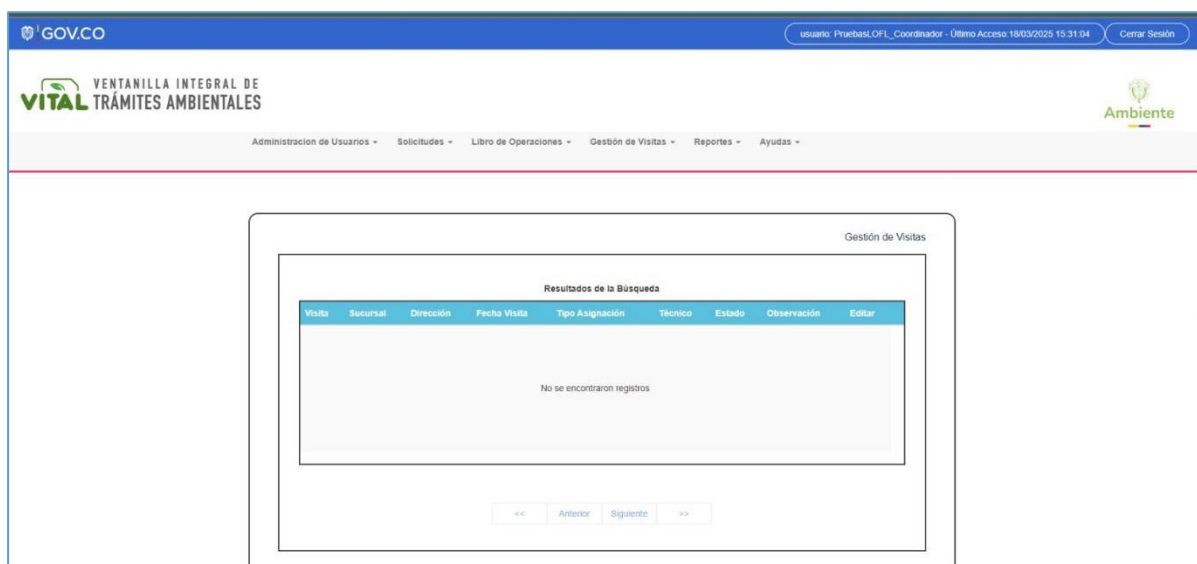 GOV.CO
usuario: PruebasLOFL_Coordinador - Último Acceso:18/03/2025 15:31:04
Cerrar Sesión
VITAL VENTANILLA INTEGRAL DE
TRÁMITES AMBIENTALES
Ambiente
Administracion de Usuarios Solicitudes Libro de Operaciones Gestión de Visitas Reportes Ayudas
Gestión de Visitas
Resultados de la Búsqueda
Visita Sucursal Dirección Fecha Visita Tipo Asignación Técnico Estado Observación Editar
No se encontraron registros
<< Anterior Siguiente >>